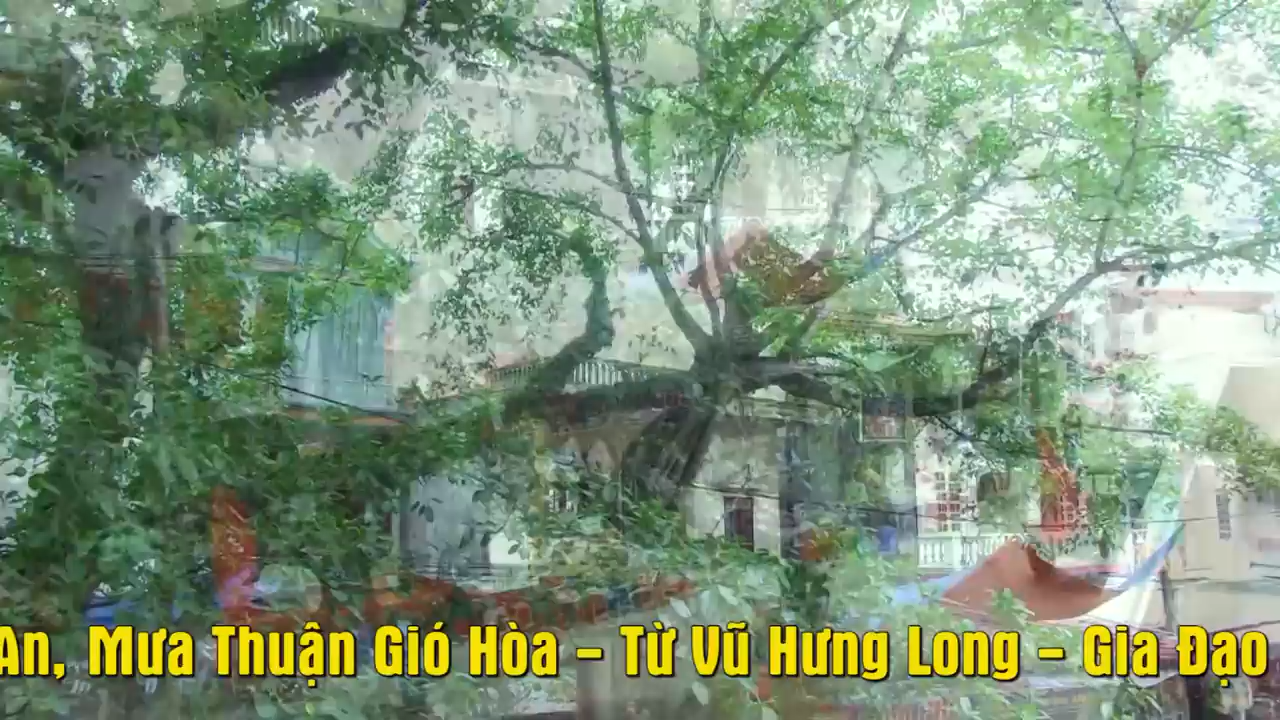 An, Mưa Thuận Gió Hòa – Từ Vũ Hưng Long – Gia Đạo